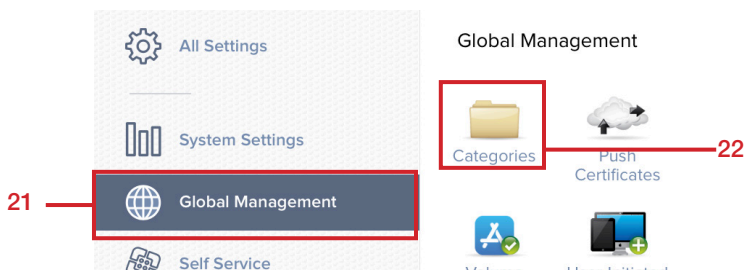 All Settings
System Settings
21
Global Management
Self Service
Global Management
Categories
Push
Certificates
22